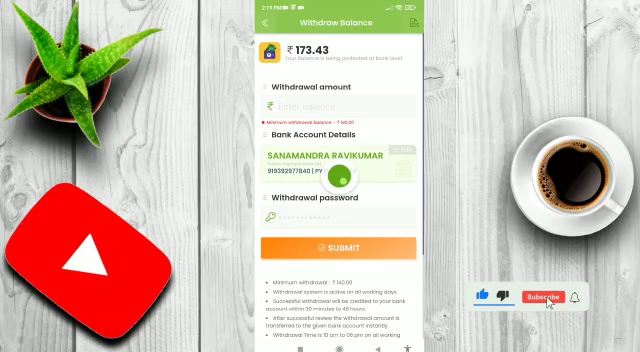 2:19 PM
Withdraw Balance
₹ 173.43
Your Balance is being protected at bank level
Withdrawal amount
₹ Enter balance
★ Minimum withdrawal balance - ₹ 140.00
Bank Account Details
SANAMANDRA RAVIKUMAR
919392977840 | PY
Withdrawal password
SUBMIT
• Minimum withdrawal : ₹ 140.00
• Withdrawal system is active on all working days.
• Successful withdrawal will be credited to your bank
account within 30 minutes to 48 hours.
• After successful review the withdrawal amount is
transferred to the given bank account instantly.
• Withdrawal Time is 10 am to 06 pm on all working
Subscribe